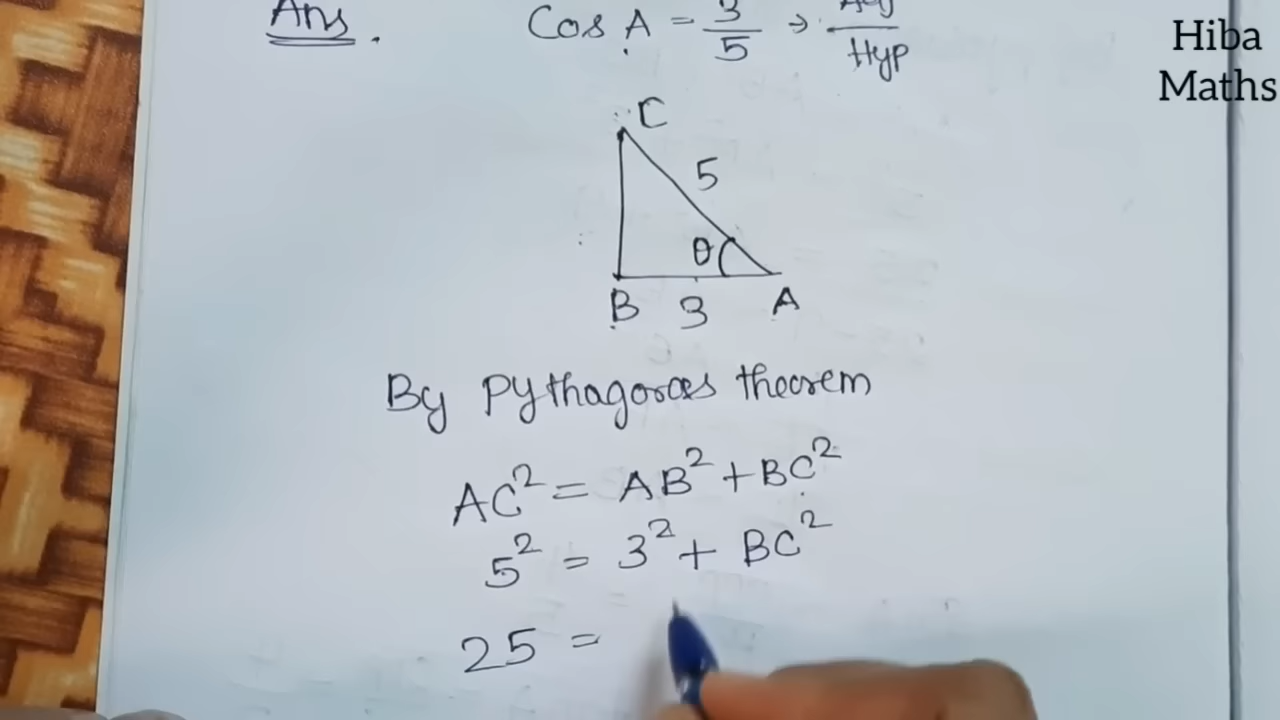 Ans.
Cos A = 3/5 → Adj/Hyp
Hiba
Maths
C
5
θ
B 3 A
By Pythagoras theorem
AC² = AB² + BC²
5² = 3² + BC²
25 =